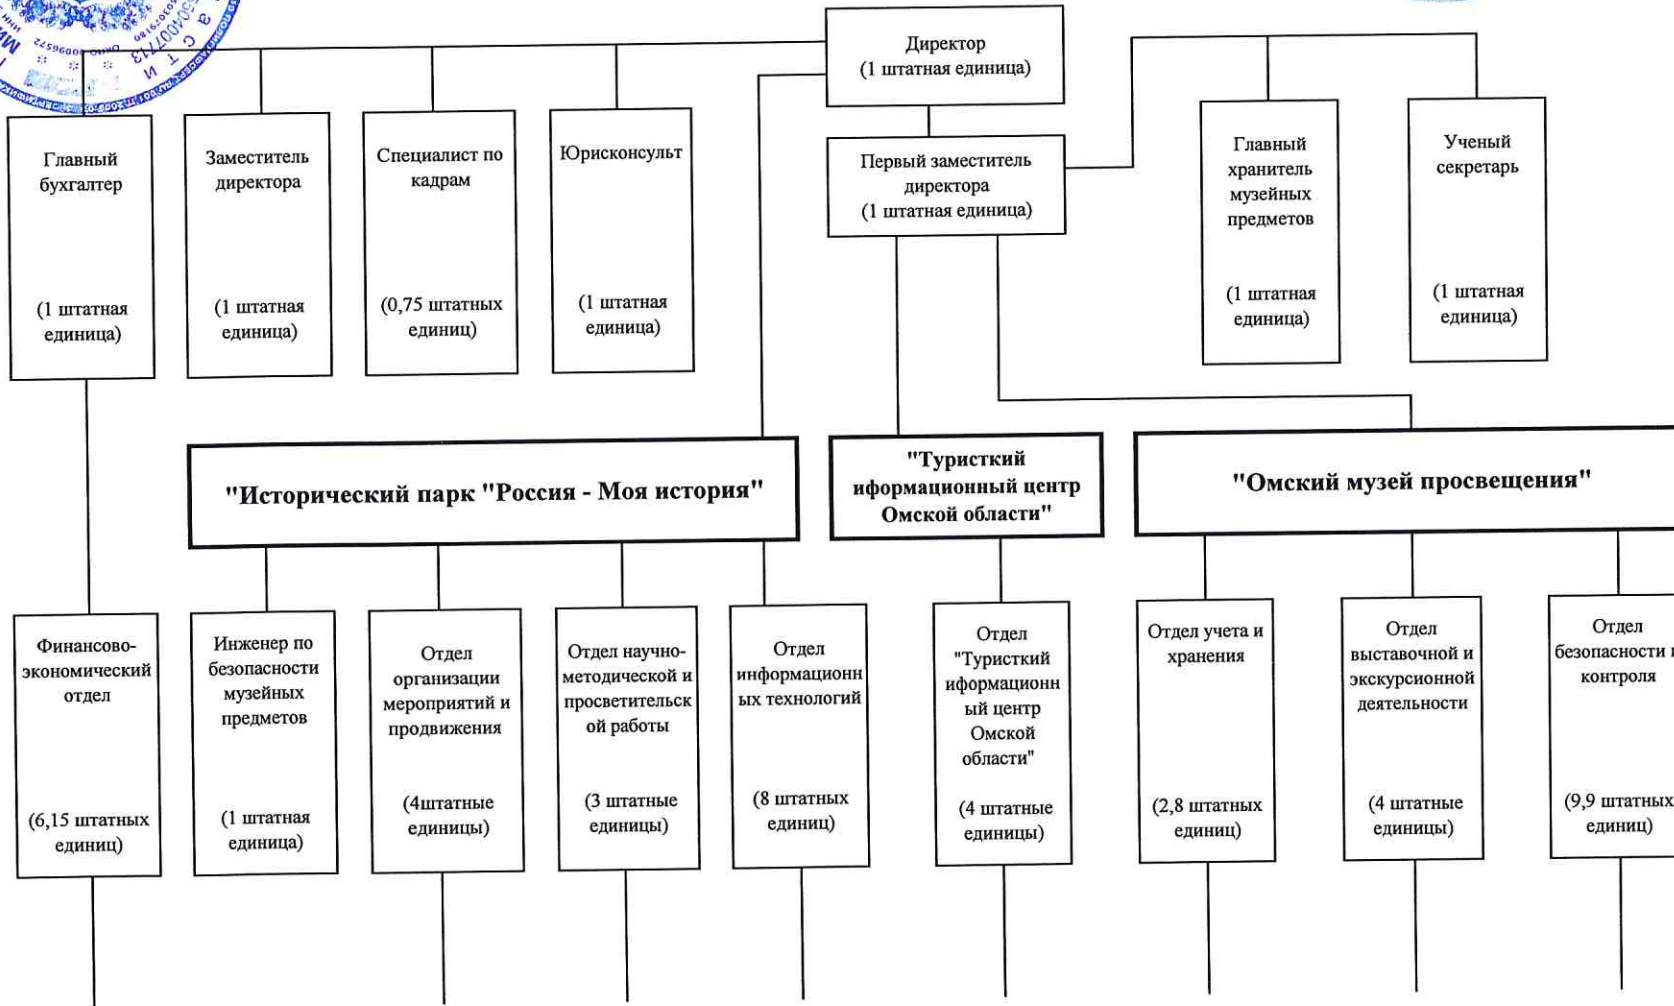 Директор
(1 штатная единица)
Первый заместитель
директора
(1 штатная единица)
Главный
бухгалтер
(1 штатная
единица)
Заместитель
директора
(1 штатная
единица)
Специалист по
кадрам
(0,75 штатных
единиц)
Юрисконсульт
(1 штатная
единица)
Главный
хранитель
музейных
предметов
(1 штатная
единица)
Ученый
секретарь
(1 штатная
единица)
"Исторический парк "Россия - Моя история"
"Туристкий
иформационный центр
Омской области"
"Омский музей просвещения"
Финансово-
экономический
отдел
(6,15 штатных
единиц)
Инженер по
безопасности
музейных
предметов
(1 штатная
единица)
Отдел
организации
мероприятий и
продвижения
(4штатные
единицы)
Отдел научно-
методической и
просветительск
ой работы
(3 штатные
единицы)
Отдел
информационн
ых технологий
(8 штатных
единиц)
Отдел
"Туристкий
иформационн
ый центр
Омской
области"
(4 штатные
единицы)
Отдел учета и
хранения
(2,8 штатных
единиц)
Отдел
выставочной и
экскурсионной
деятельности
(4 штатные
единицы)
Отдел
безопасности
контроля
(9,9 штатных
единиц)